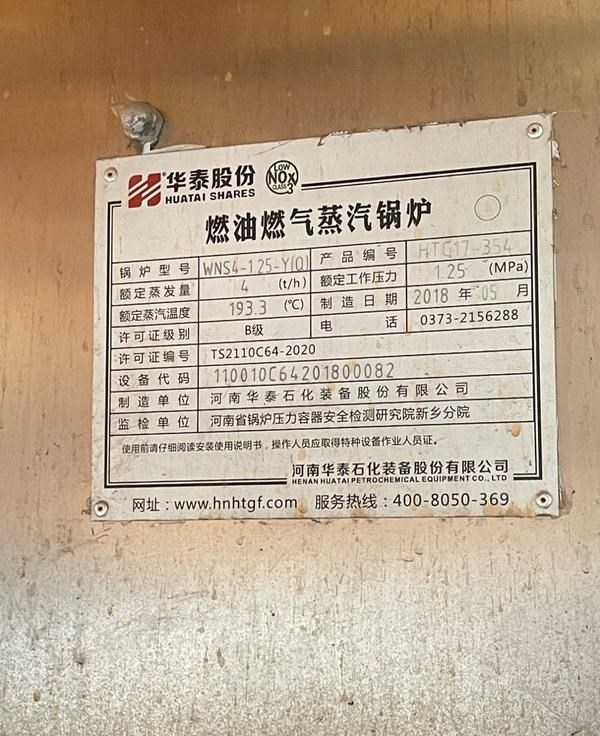 华泰股份
HUATAI SHARES
LOW
NOx
CLASS 3
燃油燃气蒸汽锅炉
锅炉型号 WNS4-1.25-Y(Q) 产品编号 HTG17-354
额定蒸发量 4 (t/h) 额定工作压力 1.25 (MPa)
额定蒸汽温度 193.3 (℃) 制造日期 2018 年 05 月
许可证级别 B级 电话 0373-2156288
许可证编号 TS2110C64-2020
设备代码 110010C64201800082
制造单位 河南华泰石化装备股份有限公司
监检单位 河南省锅炉压力容器安全检测研究院新乡分院
使用前请仔细阅读安装使用说明书，操作人员应取得特种设备作业人员证。
河南华泰石化装备股份有限公司
HENAN HUATAI PETROCHEMICAL EQUIPMENT CO., LTD
网址：www.hnhtgf.com 服务热线：400-8050-369